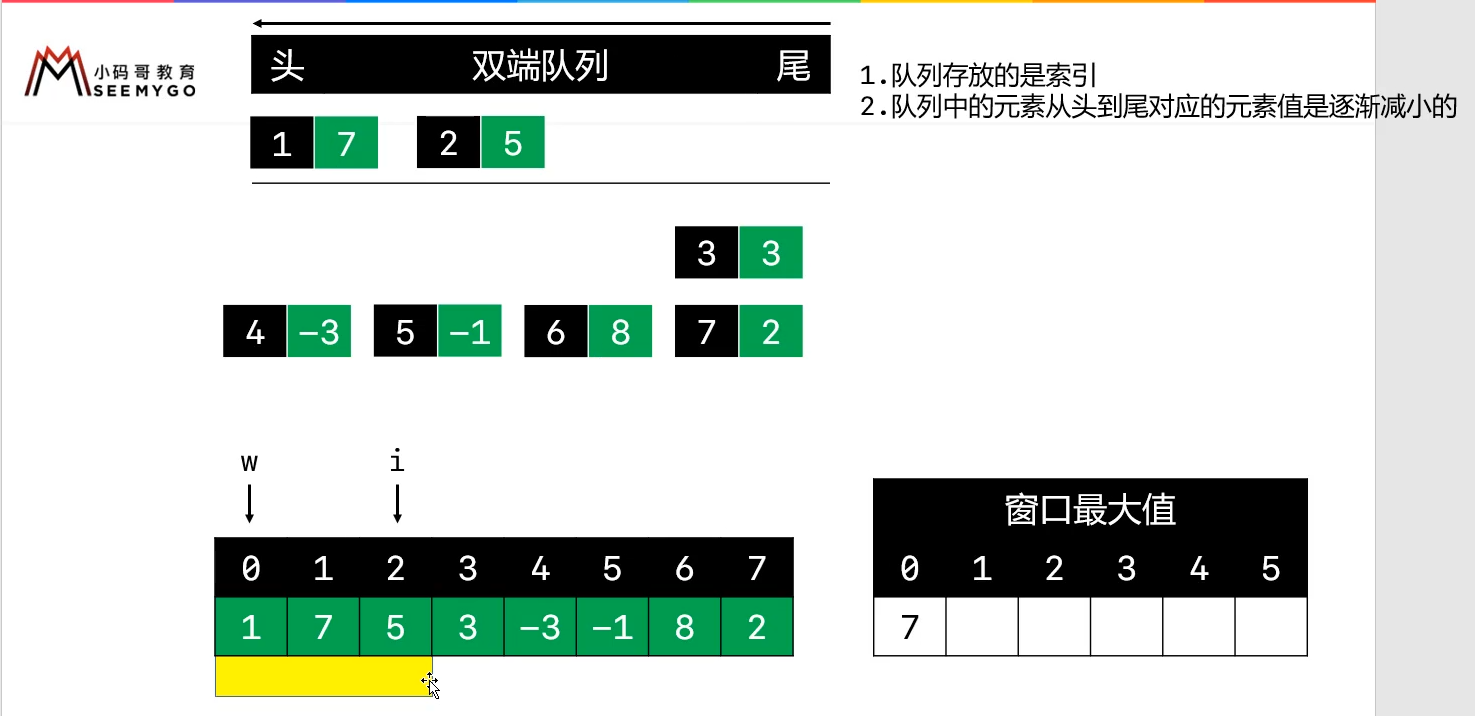 小码哥教育
SEEMYGO
头 双端队列 尾
1.队列存放的是索引
2.队列中的元素从头到尾对应的元素值是逐渐减小的
1 7 2 5
3 3
4 −3 5 −1 6 8 7 2
w i
窗口最大值
0 1 2 3 4 5 6 7
0 1 2 3 4 5
1 7 5 3 −3 −1 8 2
7